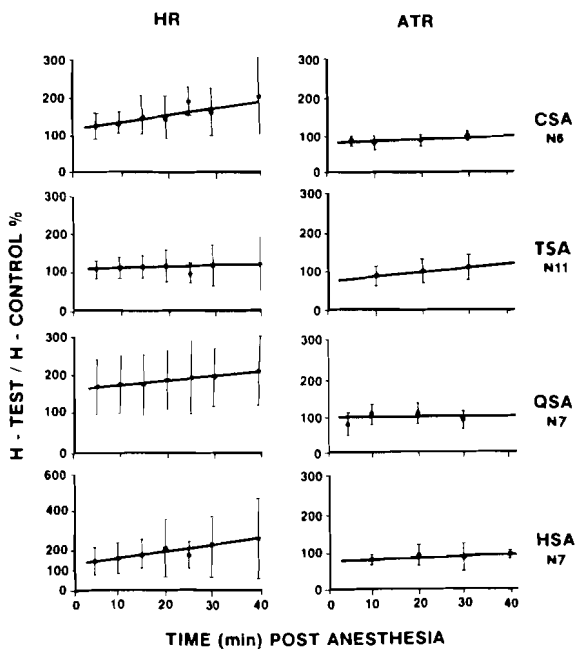 HR ATR
300 300
200 200
100 100
0 0
CSA
N6
300 300
200 200
100 100
0 0
TSA
N11
300 300
200 200
100 100
0 0
QSA
N7
600 300
200 200
100 100
0 0
HSA
N7
0 10 20 30 40 0 10 20 30 40
H - TEST / H - CONTROL %
TIME (min) POST ANESTHESIA